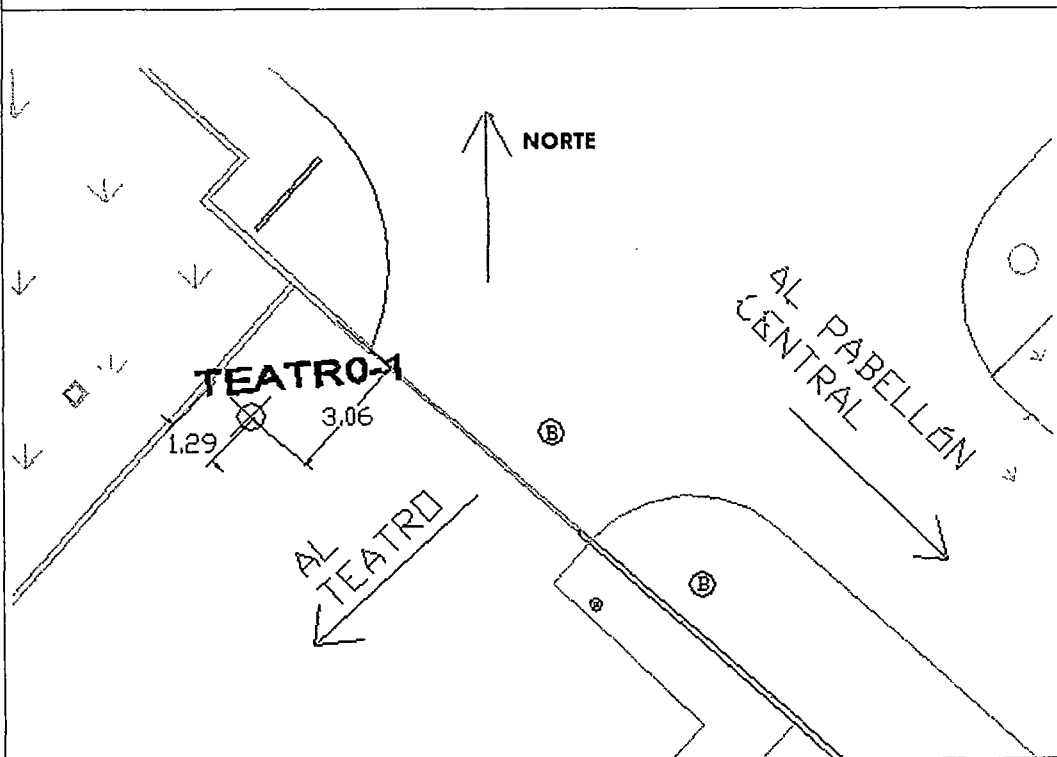 NORTE
AL PABELLÓN
CENTRAL
TEATRO-1
3.06
1.29
B
AL
TEATRO
B